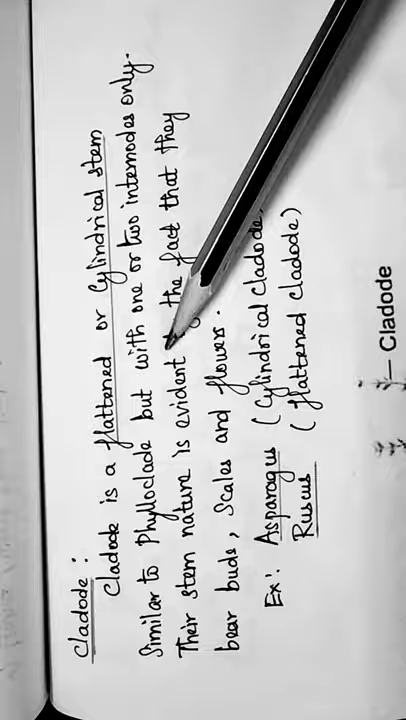 Cladode :
Cladode is a flattened or Cylindrical stem
Similar to Phylloclade but with one or two internodes only.
Their stem nature is evident the fact that they
bear buds, Scales and flowers.
Ex: Asparagus (Cylindrical cladode,
Ruscus ( flattened cladode)
Cladode